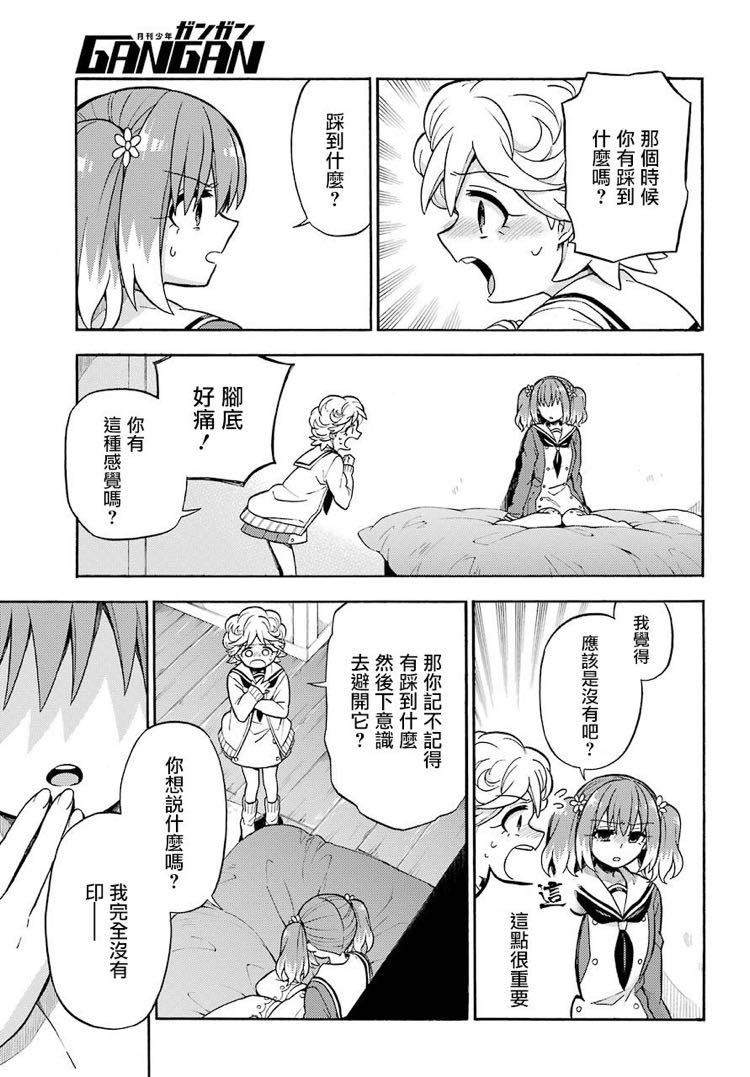 月刊少年
ガンガン
GANGAN
那個時候
你有踩到
什麼嗎?
踩到什麼?
腳底
好痛!
你有
這種感覺嗎?
我覺得
應該是沒有吧?
這
這點很重要
那你記不記得
有踩到什麼
然後下意識
去避開它?
你想説什麼嗎?
我完全沒有
印——